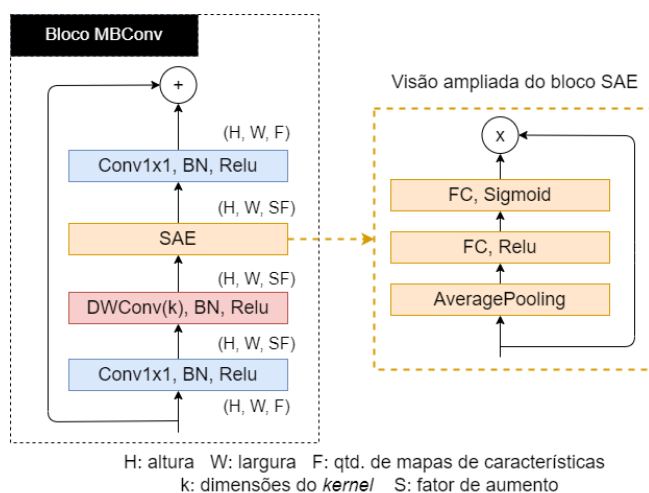 Bloco MBConv
+
(H, W, F)
Conv1x1, BN, Relu
(H, W, SF)
SAE
(H, W, SF)
DWConv(k), BN, Relu
(H, W, SF)
Conv1x1, BN, Relu
(H, W, F)
Visão ampliada do bloco SAE
x
FC, Sigmoid
FC, Relu
AveragePooling
H: altura W: largura F: qtd. de mapas de características
k: dimensões do kernel S: fator de aumento